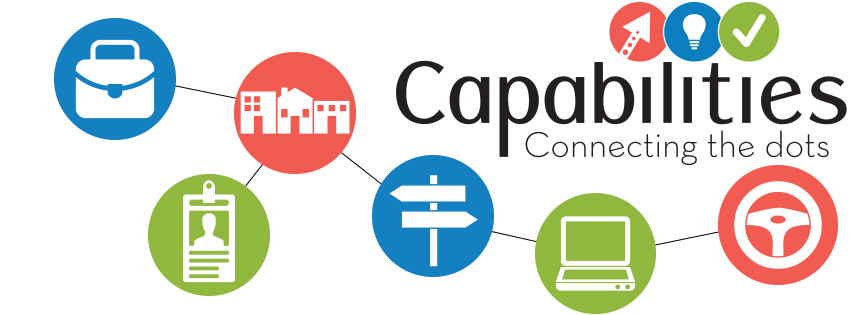 Capabilities
Connecting the dots